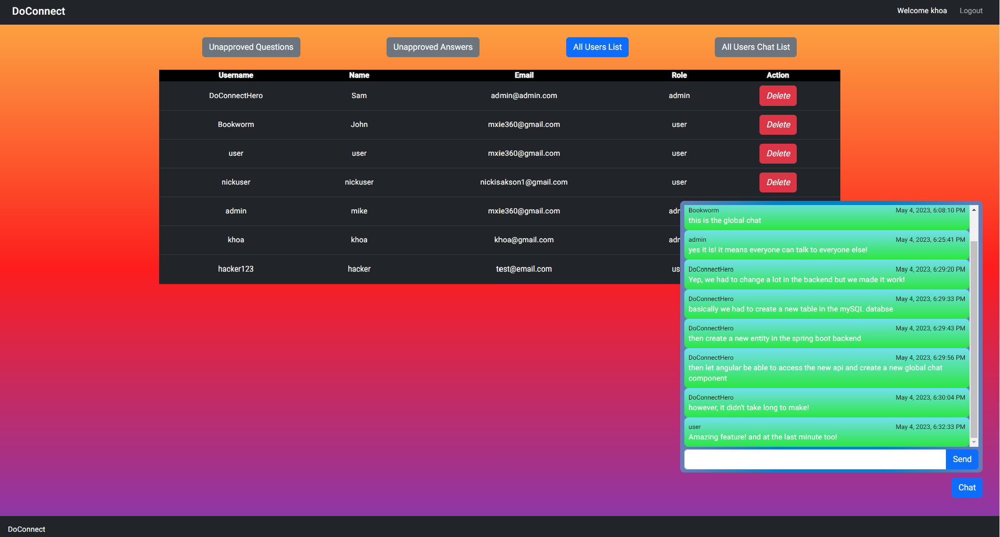 DoConnect
Welcome khoa Logout
Unapproved Questions Unapproved Answers All Users List All Users Chat List
Username Name Email Role Action
DoConnectHero Sam admin@admin.com admin Delete
Bookworm John mxie360@gmail.com user Delete
user user mxie360@gmail.com user Delete
nickuser nickuser nickisakson1@gmail.com user Delete
admin mike mxie360@gmail.com adn
khoa khoa khoa@gmail.com adn
hacker123 hacker test@email.com us
Bookworm May 4, 2023, 6:08:10 PM
this is the global chat
admin May 4, 2023, 6:25:41 PM
yes it is! it means everyone can talk to everyone else!
DoConnectHero May 4, 2023, 6:29:20 PM
Yep, we had to change a lot in the backend but we made it work!
DoConnectHero May 4, 2023, 6:29:33 PM
basically we had to create a new table in the mySQL databse
DoConnectHero May 4, 2023, 6:29:43 PM
then create a new entity in the spring boot backend
DoConnectHero May 4, 2023, 6:29:56 PM
then let angular be able to access the new api and create a new global chat
component
DoConnectHero May 4, 2023, 6:30:04 PM
however, it didn't take long to make!
user May 4, 2023, 6:32:33 PM
Amazing feature! and at the last minute too!
Send
Chat
DoConnect